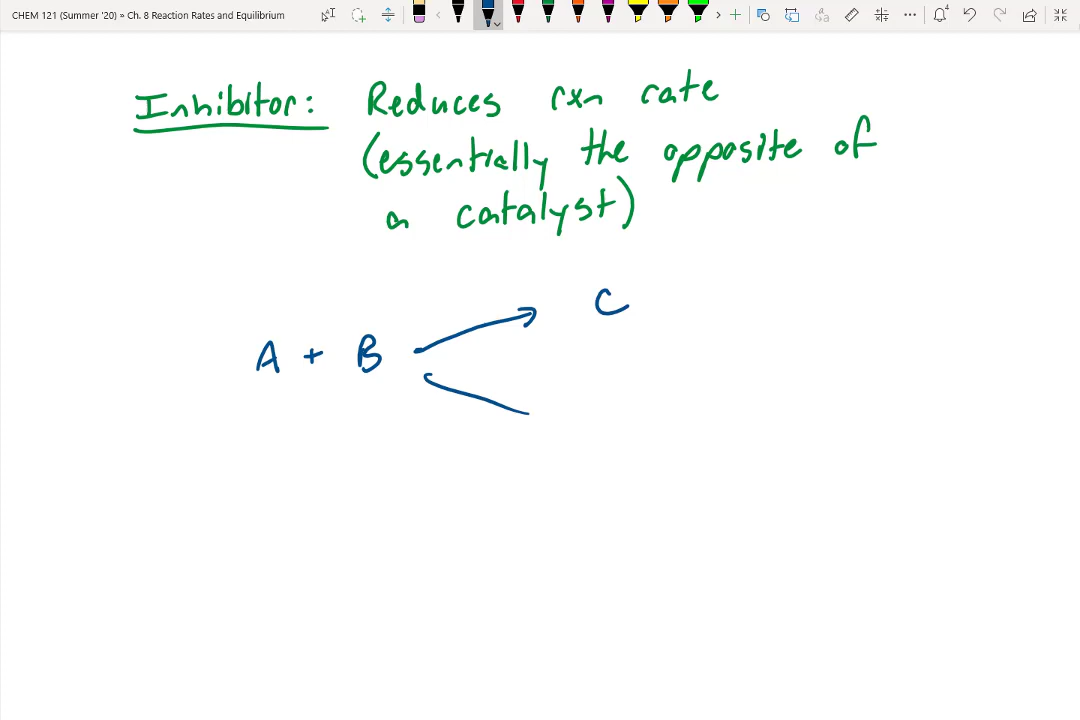 CHEM 121 (Summer '20) » Ch. 8 Reaction Rates and Equilibrium
Inhibitor: Reduces rxn rate
(essentially the opposite of
a catalyst)
C
A + B